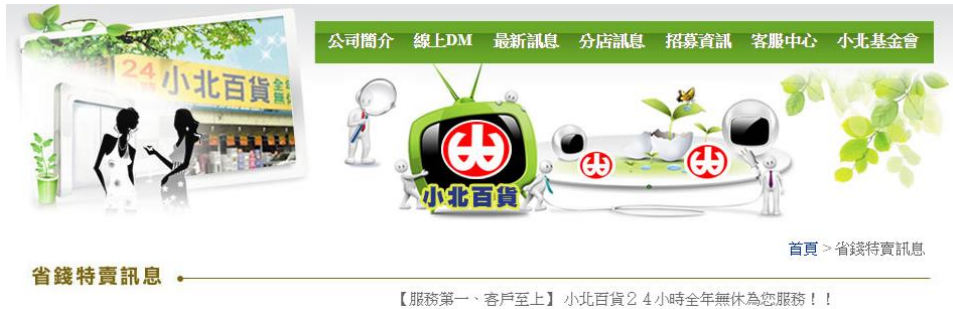 公司簡介 線上DM 最新訊息 分店訊息 招募資訊 客服中心 小北基金會
24 小北百貨
小北百貨
首頁 > 省錢特賣訊息
省錢特賣訊息
【服務第一、客戶至上】小北百貨24小時全年無休為您服務!!